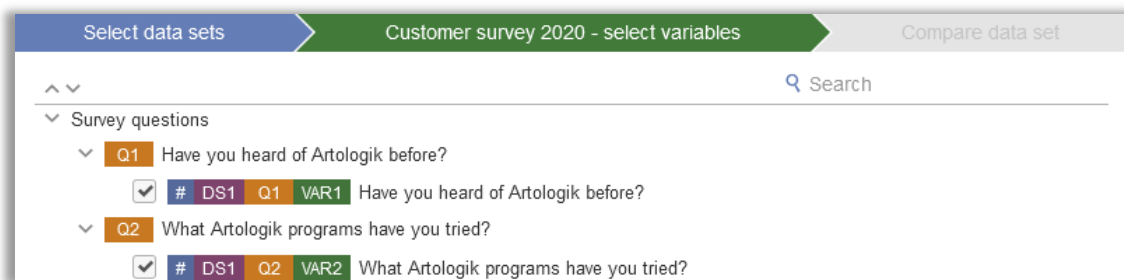 Select data sets Customer survey 2020 - select variables Compare data set
Search
Survey questions
Q1 Have you heard of Artologik before?
# DS1 Q1 VAR1 Have you heard of Artologik before?
Q2 What Artologik programs have you tried?
# DS1 Q2 VAR2 What Artologik programs have you tried?